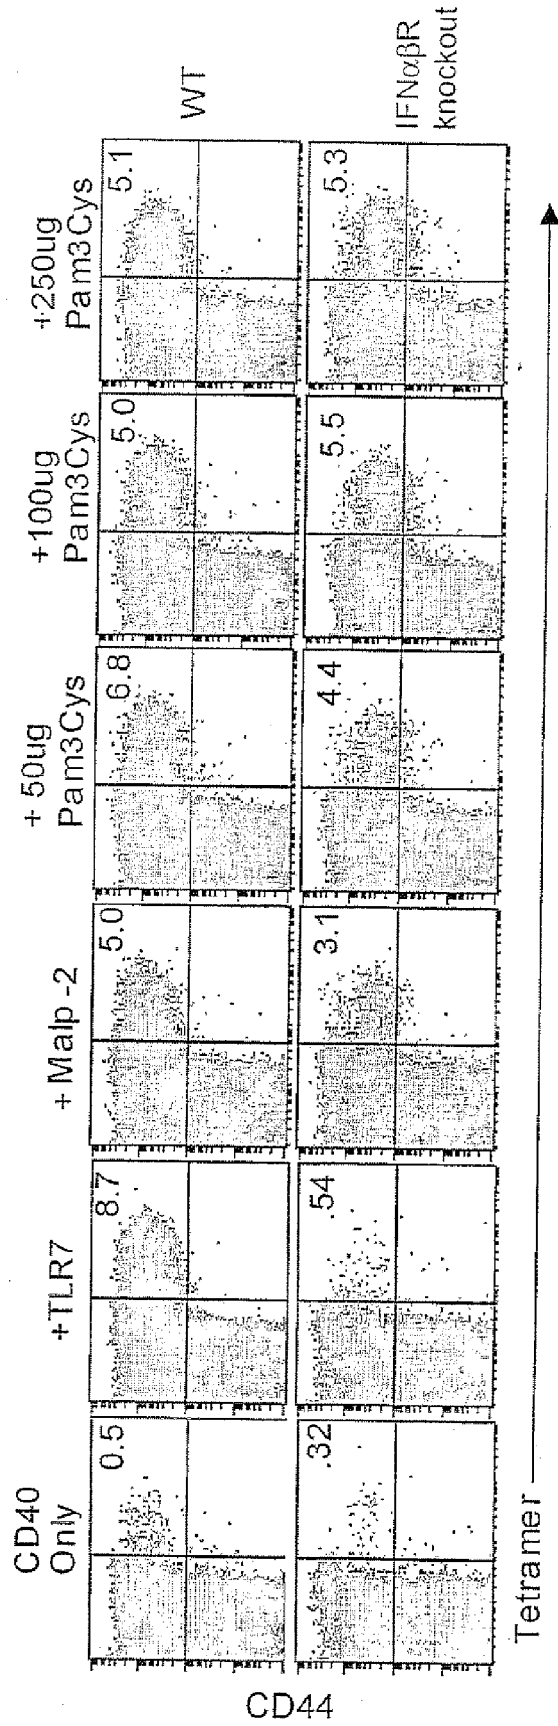 CD40
Only
+TLR7
+ Malp -2
+ 50ug
Pam3Cys
+100ug
Pam3Cys
+250ug
Pam3Cys
0.5
8.7
5.0
6.8
5.0
5.1
WT
.32
.54
3.1
4.4
5.5
5.3
IFNαβR
knockout
CD44
Tetramer